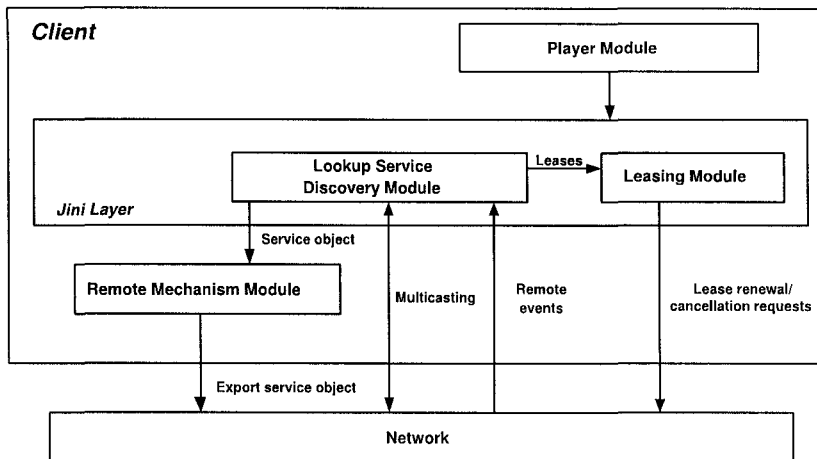 Client
Player Module
Lookup Service
Discovery Module
Leases
Leasing Module
Jini Layer
Service object
Remote Mechanism Module
Multicasting
Remote
events
Lease renewal/
cancellation requests
Export service object
Network